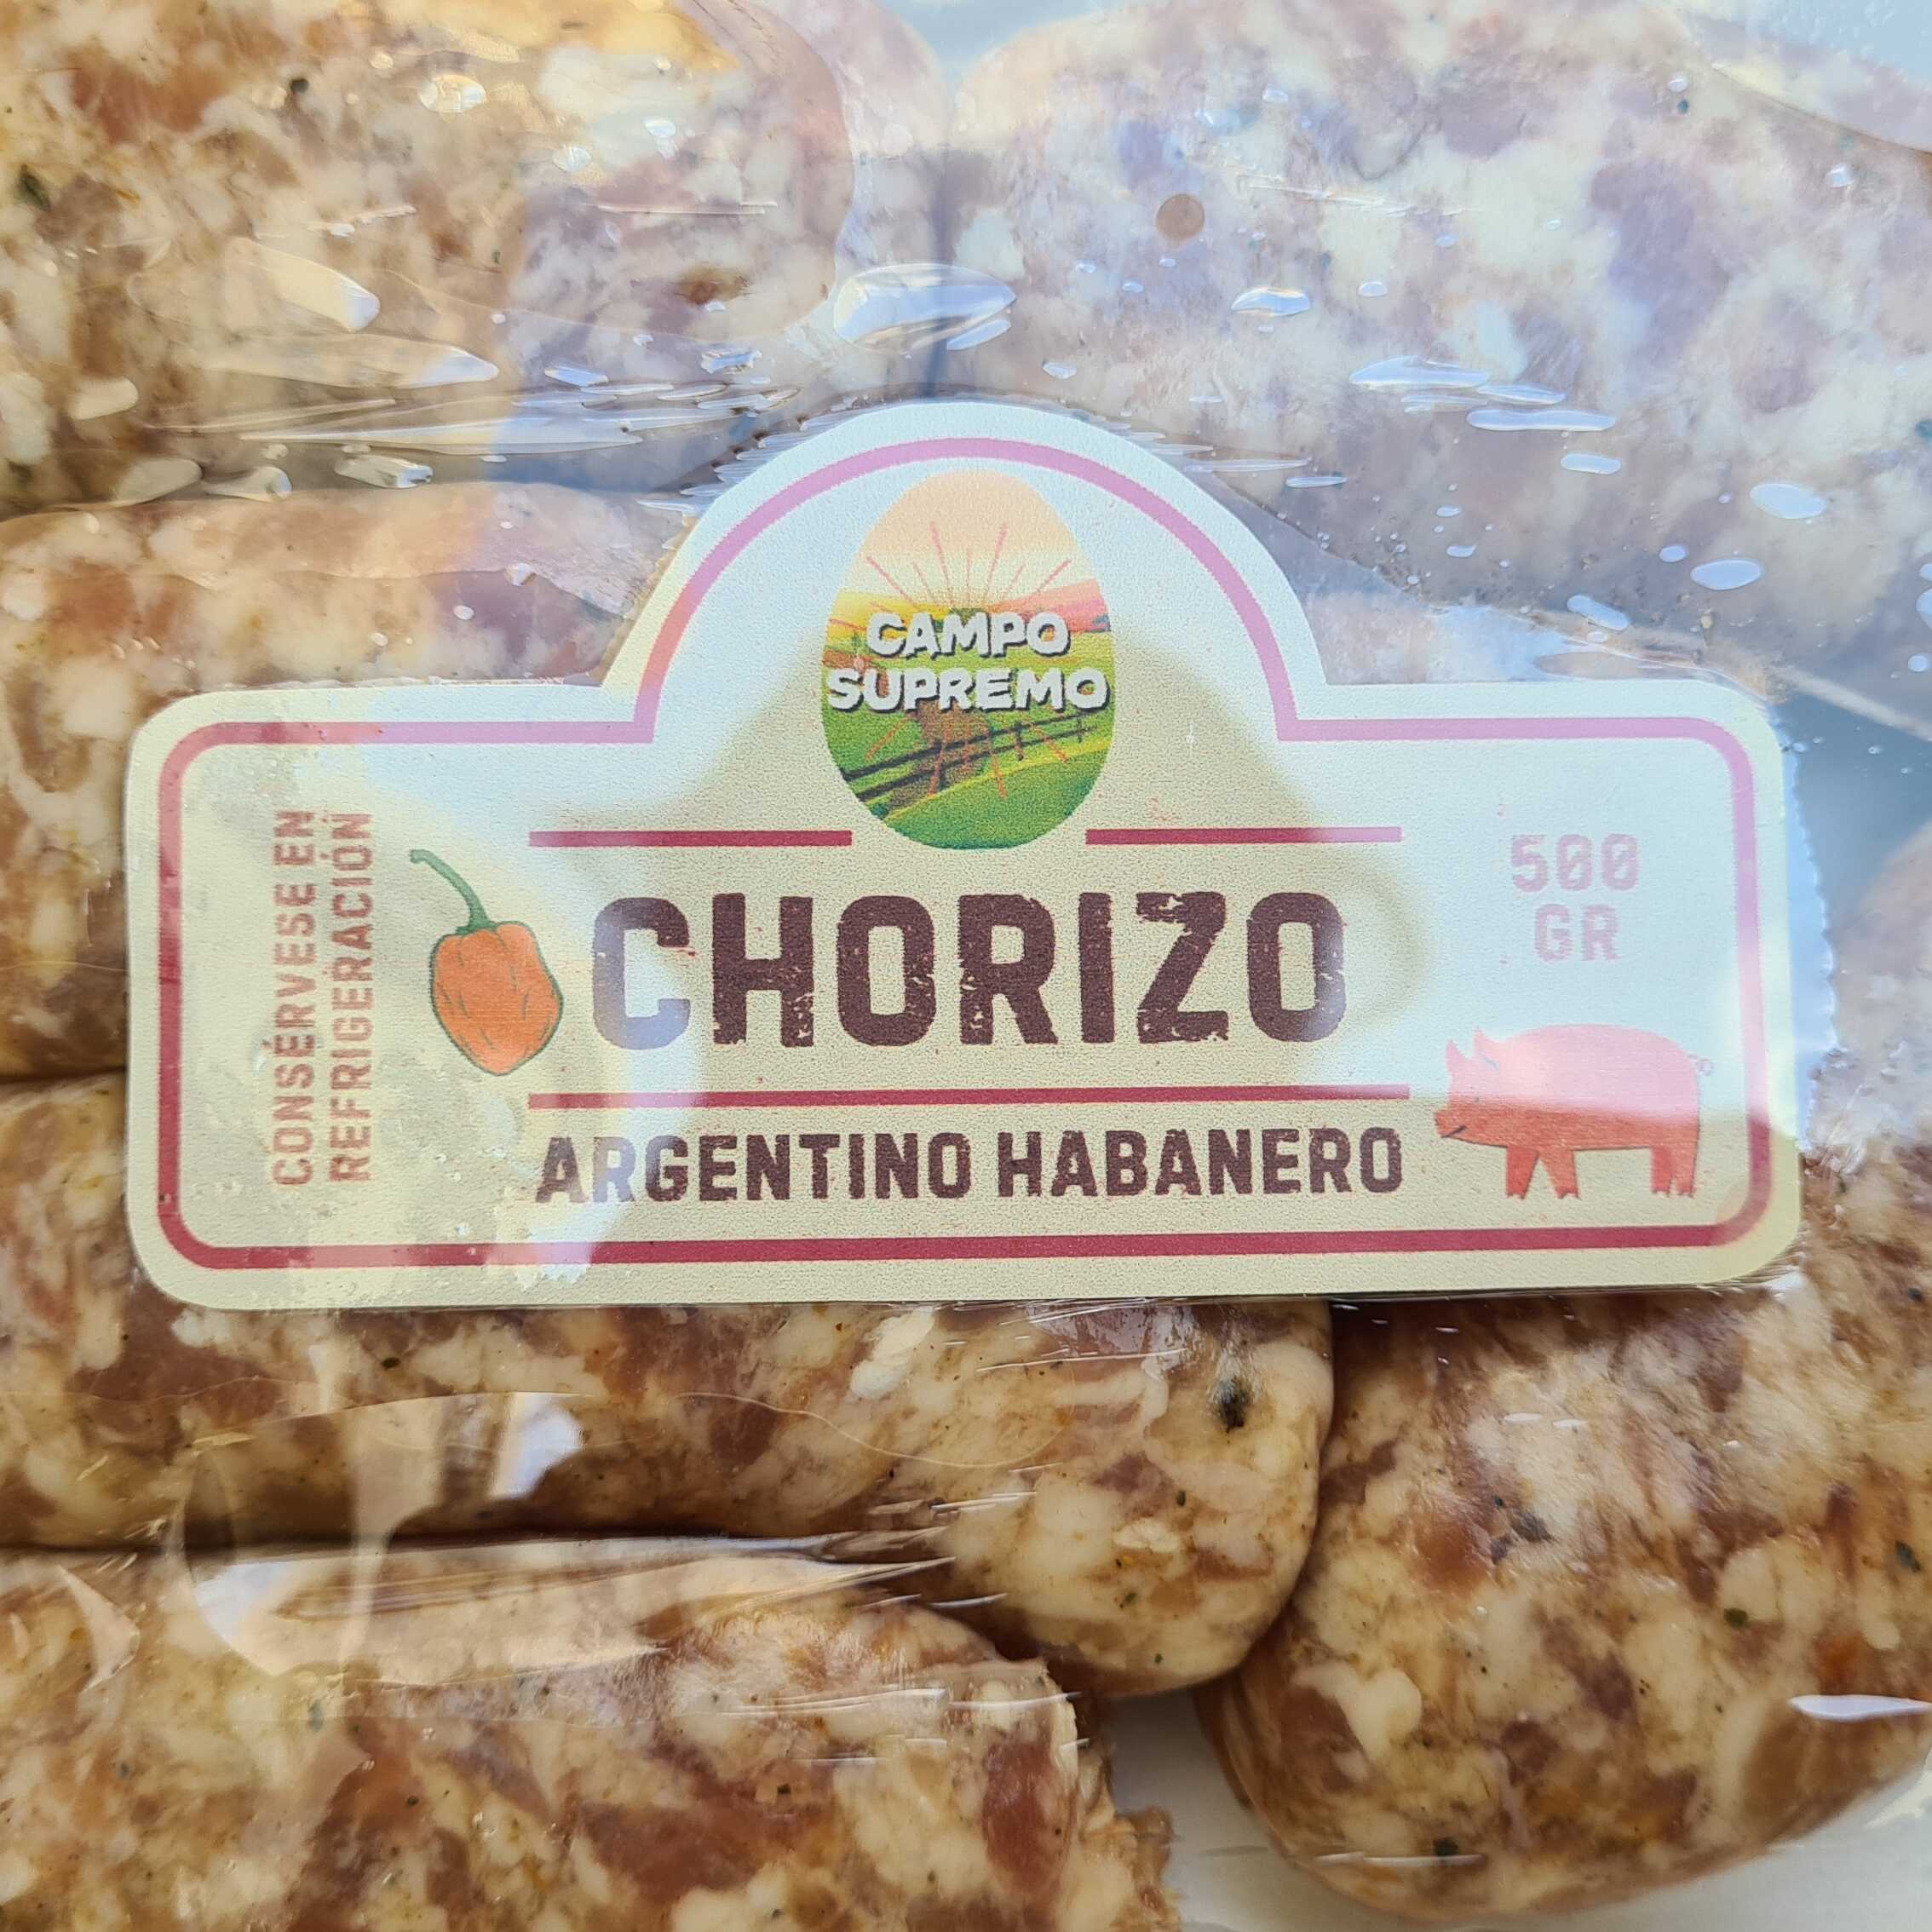 CAMPO
SUPREMO
CONSÉRVESE EN
REFRIGERACIÓN
CHORIZO
500
GR
ARGENTINO HABANERO